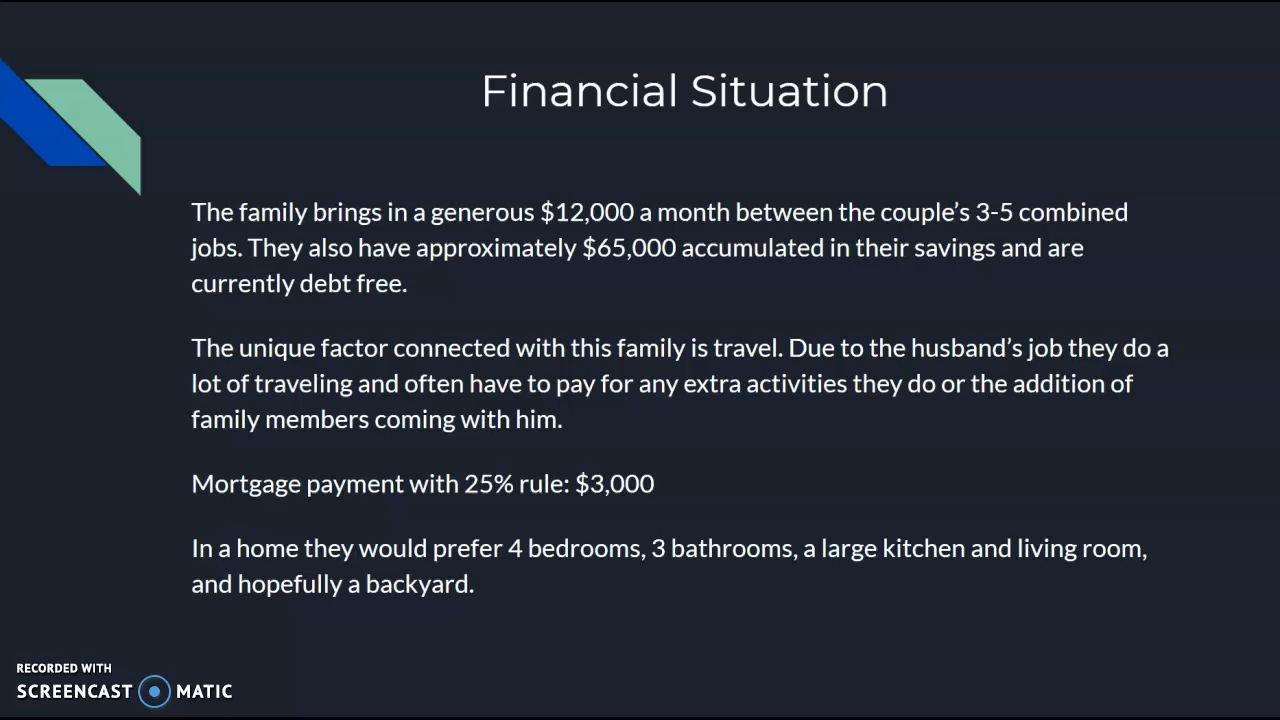 Financial Situation
The family brings in a generous $12,000 a month between the couple’s 3-5 combined
jobs. They also have approximately $65,000 accumulated in their savings and are
currently debt free.
The unique factor connected with this family is travel. Due to the husband’s job they do a
lot of traveling and often have to pay for any extra activities they do or the addition of
family members coming with him.
Mortgage payment with 25% rule: $3,000
In a home they would prefer 4 bedrooms, 3 bathrooms, a large kitchen and living room,
and hopefully a backyard.
RECORDED WITH
SCREENCAST MATIC